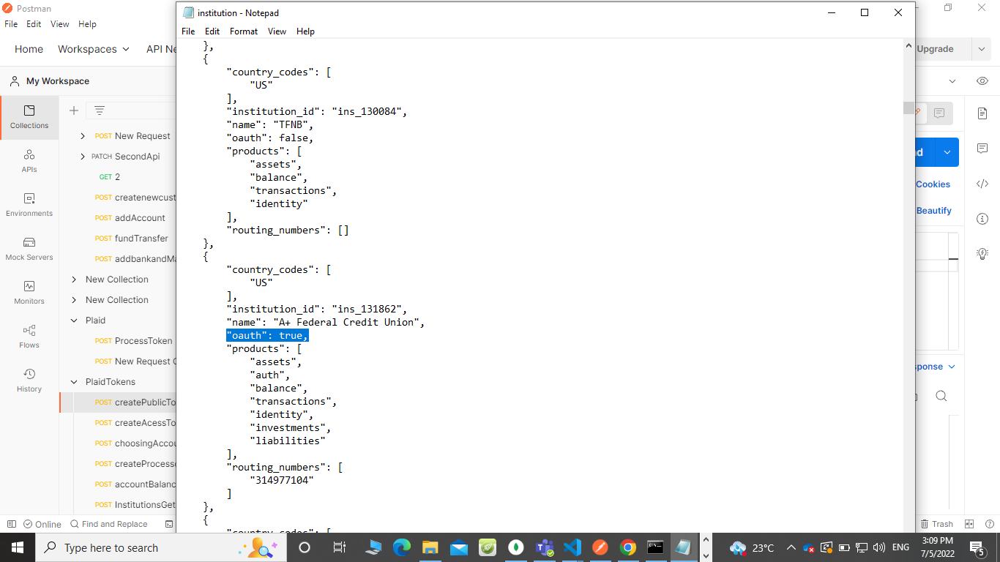 Postman
File Edit View Help
Home Workspaces API Ne
Upgrade
My Workspace
Collections
APIs
Environments
Mock Servers
Monitors
Flows
History
POST New Request
PATCH SecondApi
GET 2
POST createnewcust
POST addAccount
POST fundTransfer
POST addbankandMa
New Collection
New Collection
Plaid
POST ProcessToken
POST New Request C
PlaidTokens
POST createPublicTo
POST createAcessTo
POST choosingAccou
POST createProcesso
POST accountBalanc
POST InstitutionsGet
institution - Notepad
File Edit Format View Help
},
{
"country_codes": [
"US"
],
"institution_id": "ins_130084",
"name": "TFNB",
"oauth": false,
"products": [
"assets",
"balance",
"transactions",
"identity"
],
"routing_numbers": []
},
{
"country_codes": [
"US"
],
"institution_id": "ins_131862",
"name": "A+ Federal Credit Union",
"oauth": true,
"products": [
"assets",
"auth",
"balance",
"transactions",
"identity",
"investments",
"liabilities"
],
"routing_numbers": [
"314977104"
]
},
{
"country_codes": [
nd
Cookies
Beautify
sponse
Online Find and Replace
Trash
Type here to search
23°C
ENG
3:09 PM
7/5/2022
5